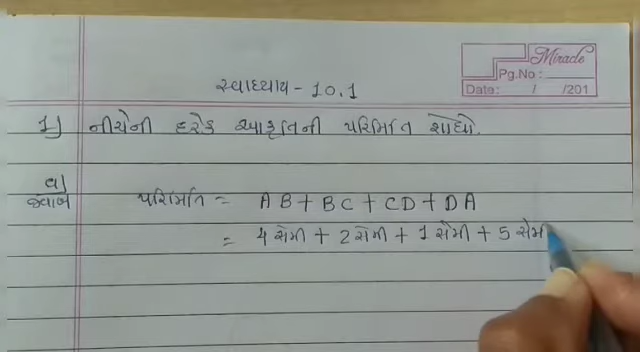 Mirade
Pg.No :
Date: / /201
સ્વાધ્યાય - 10.1
1) નીચેની દરેક આકૃતિની પરિમિતિ શોધો.
a)
જવાબ પરિમિતિ = AB + BC + CD + DA
= 4 સેમી + 2 સેમી + 1 સેમી + 5 સેમી